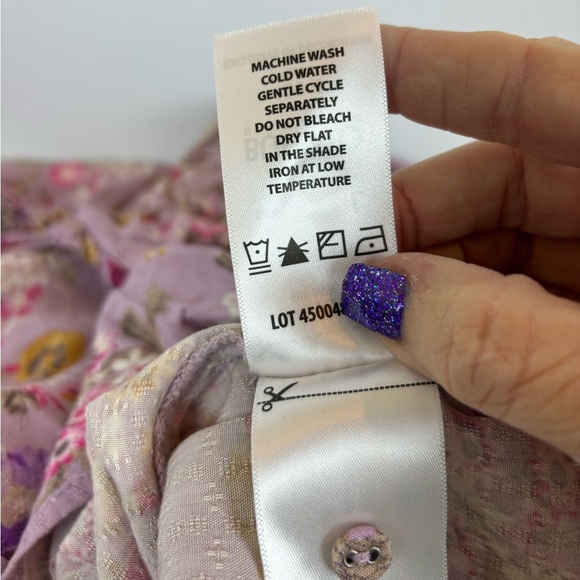 MACHINE WASH
COLD WATER
GENTLE CYCLE
SEPARATELY
DO NOT BLEACH
DRY FLAT
IN THE SHADE
IRON AT LOW
TEMPERATURE
LOT 45004